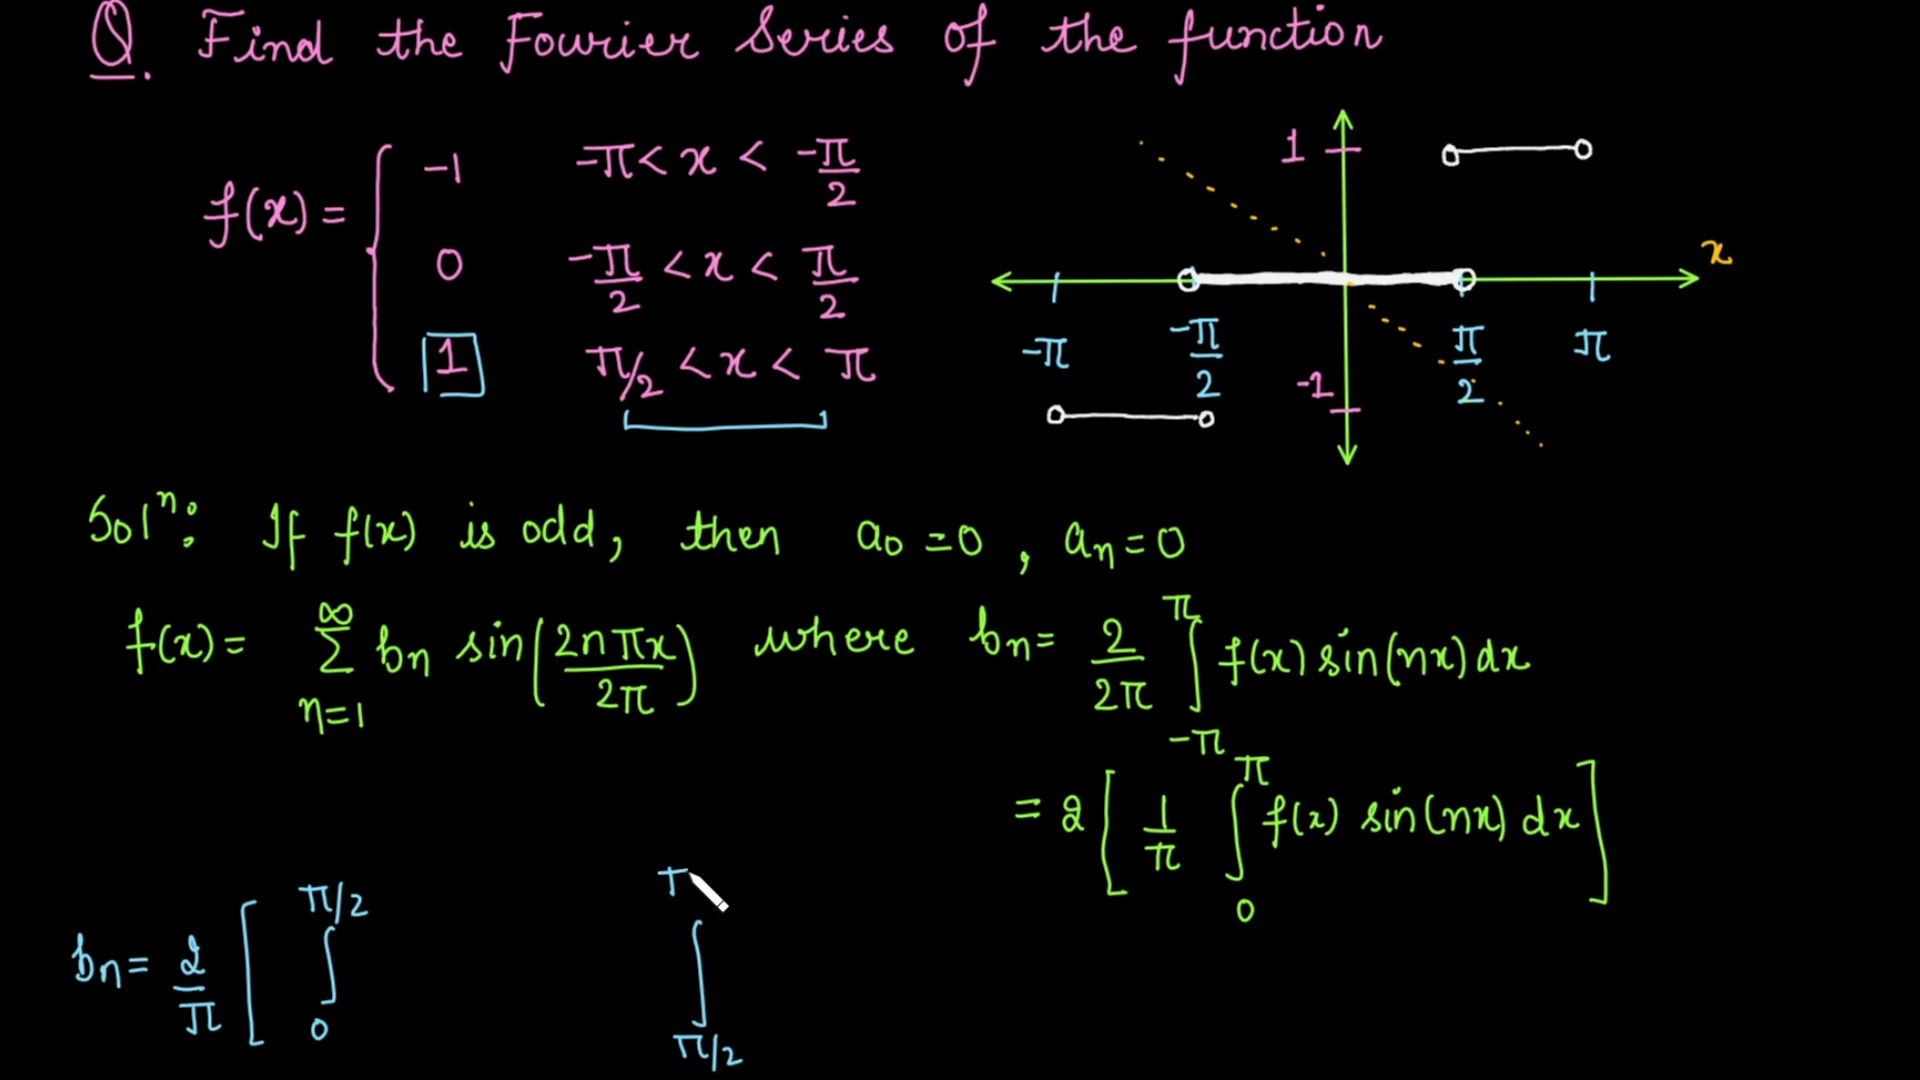 Q. Find the Fourier Series of the function
f(x) = { -1   -π < x < -π/2
0   -π/2 < x < π/2
1   π/2 < x < π
1
x
-π   -π/2   π/2   π
-1
Solⁿ: If f(x) is odd, then a₀ = 0, aₙ = 0
f(x) = ∞ Σ n=1 bn sin(2nπx/2π) where bn = 2/2π ∫_{-π}^{π} f(x) sin(nx) dx
= 2 [ 1/π ∫_{0}^{π} f(x) sin(nx) dx ]
bn = 2/π [ ∫_{0}^{π/2}   ∫_{π/2}